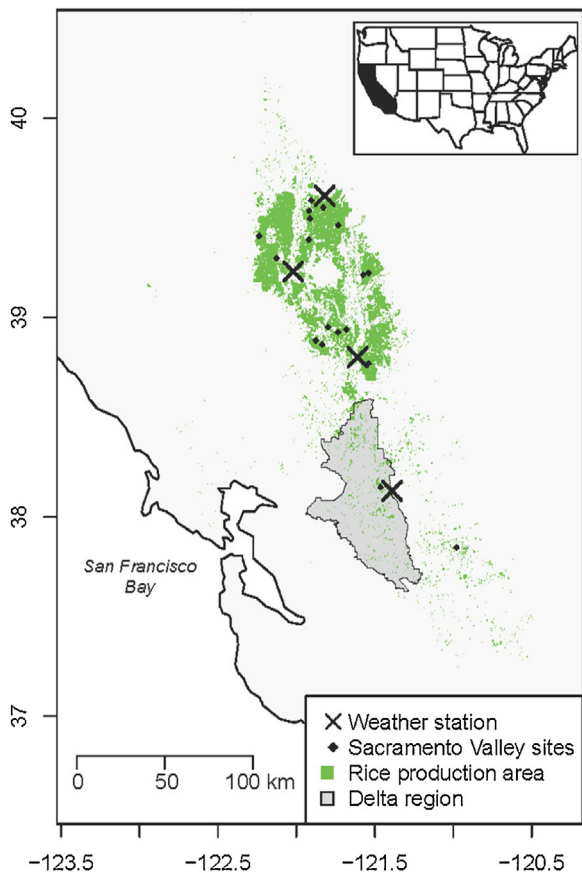 40
39
38
37
San Francisco
Bay
0 50 100 km
Weather station
Sacramento Valley sites
Rice production area
Delta region
−123.5 −122.5 −121.5 −120.5